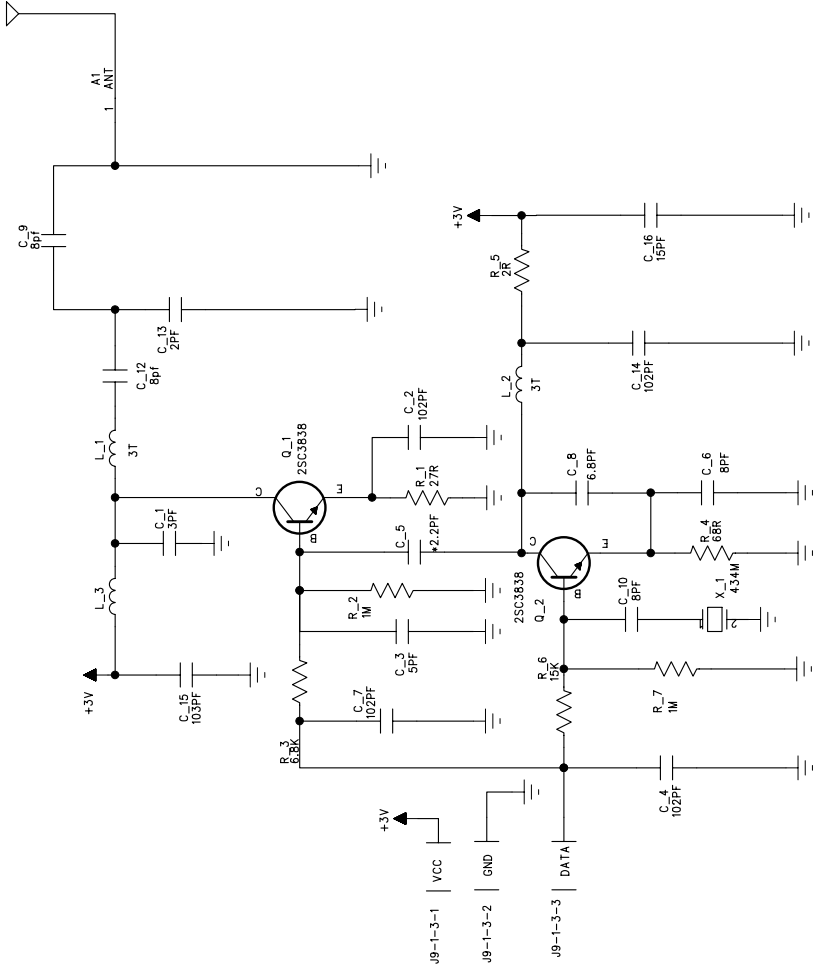 A1
ANT
1
C_9
8pf
C_12
8pf
C_13
2PF
L_1
3T
C_1
3PF
L_3
+3V
C_15
103PF
Q_1
2SC3838
C
B
E
C_2
102PF
R_1
27R
C_5
*2.2PF
R_2
1M
C_3
5PF
R_3
6.8K
C_7
102PF
+3V
R_5
2R
C_16
15PF
L_2
3T
C_14
102PF
C_8
6.8PF
C_6
8PF
R_4
68R
2SC3838
Q_2
C
B
E
C_10
8PF
X_1
434M
2
R_6
15K
R_7
1M
C_4
102PF
+3V
J9-1-3-1
VCC
J9-1-3-2
GND
J9-1-3-3
DATA